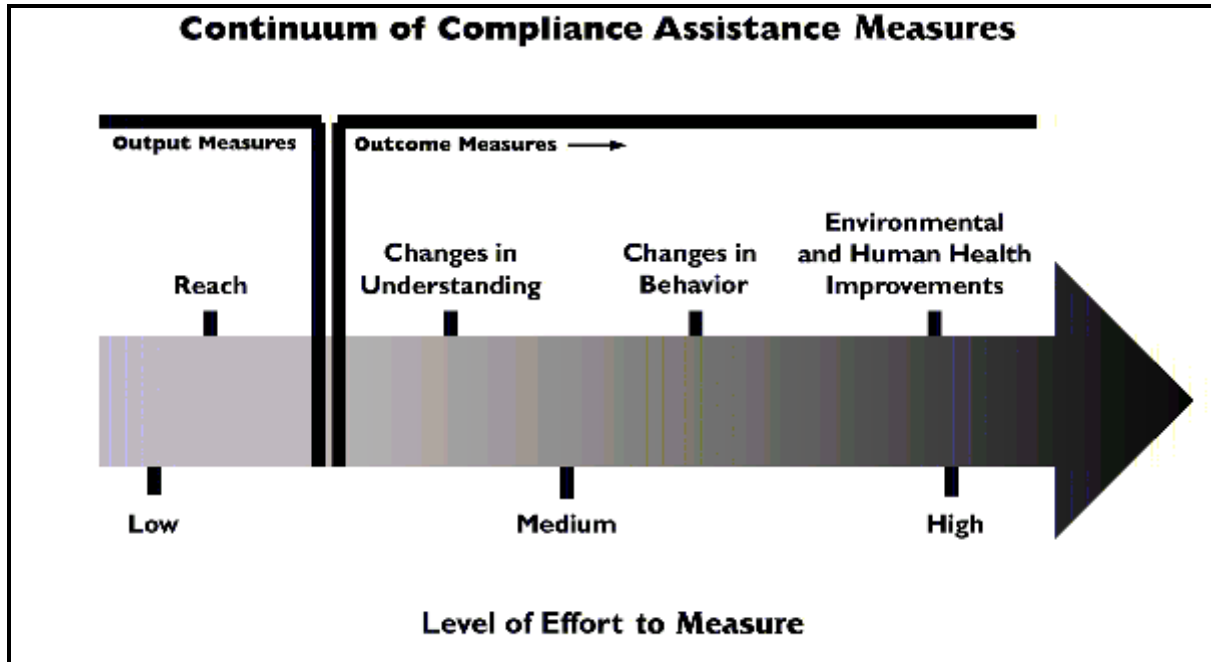 Continuum of Compliance Assistance Measures
Output Measures
Outcome Measures
Reach
Changes in
Understanding
Changes in
Behavior
Environmental
and Human Health
Improvements
Low
Medium
High
Level of Effort to Measure